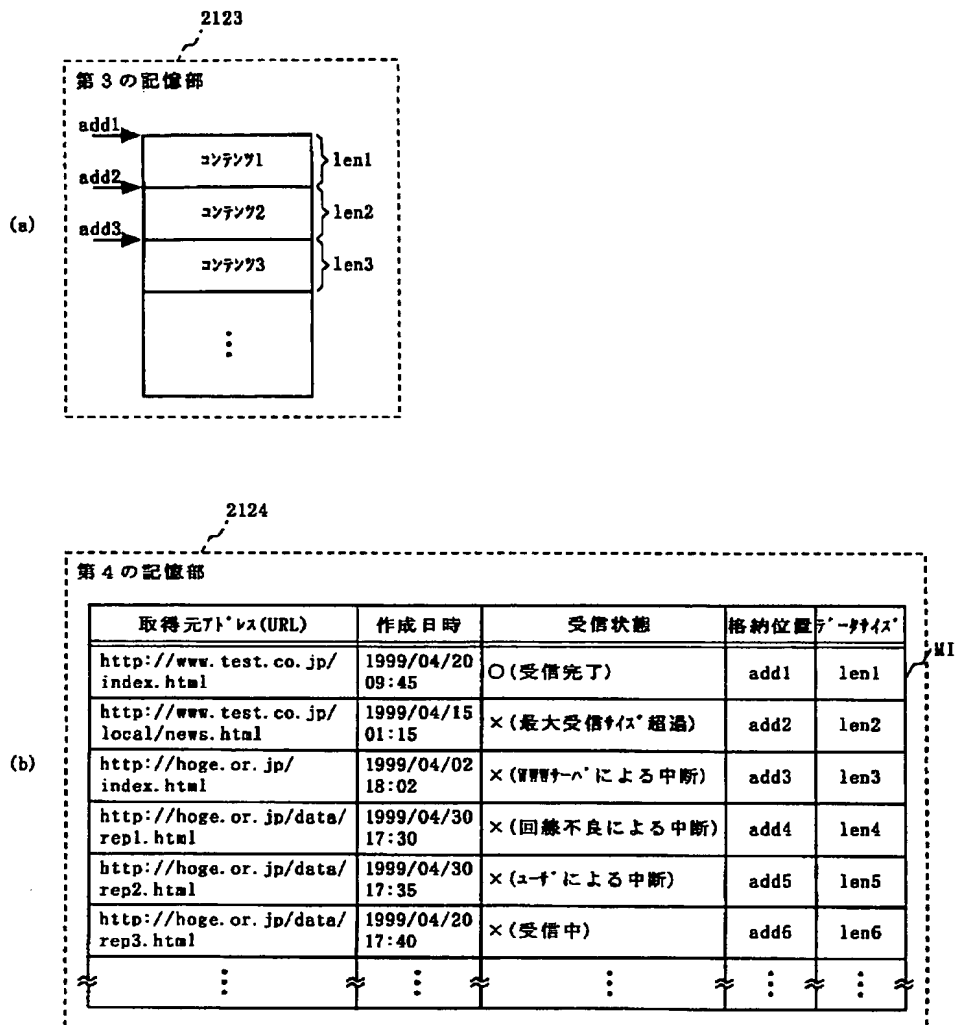 2123
第3の記憶部
add1
コンテンツ1
len1
add2
コンテンツ2
len2
(a)
add3
コンテンツ3
len3
2124
第4の記憶部
取得元ｱﾄﾞﾚｽ(URL) 作成日時 受信状態 格納位置 ﾃﾞｰﾀｻｲｽﾞ
MI
http://www.test.co.jp/
index.html
1999/04/20
09:45
○(受信完了)
add1
len1
http://www.test.co.jp/
local/news.html
1999/04/15
01:15
×(最大受信ｻｲｽﾞ超過)
add2
len2
(b)
http://hoge.or.jp/
index.html
1999/04/02
18:02
×(WWWｻｰﾊﾞによる中断)
add3
len3
http://hoge.or.jp/data/
rep1.html
1999/04/30
17:30
×(回線不良による中断)
add4
len4
http://hoge.or.jp/data/
rep2.html
1999/04/30
17:35
×(ﾕｰｻﾞによる中断)
add5
len5
http://hoge.or.jp/data/
rep3.html
1999/04/20
17:40
×(受信中)
add6
len6